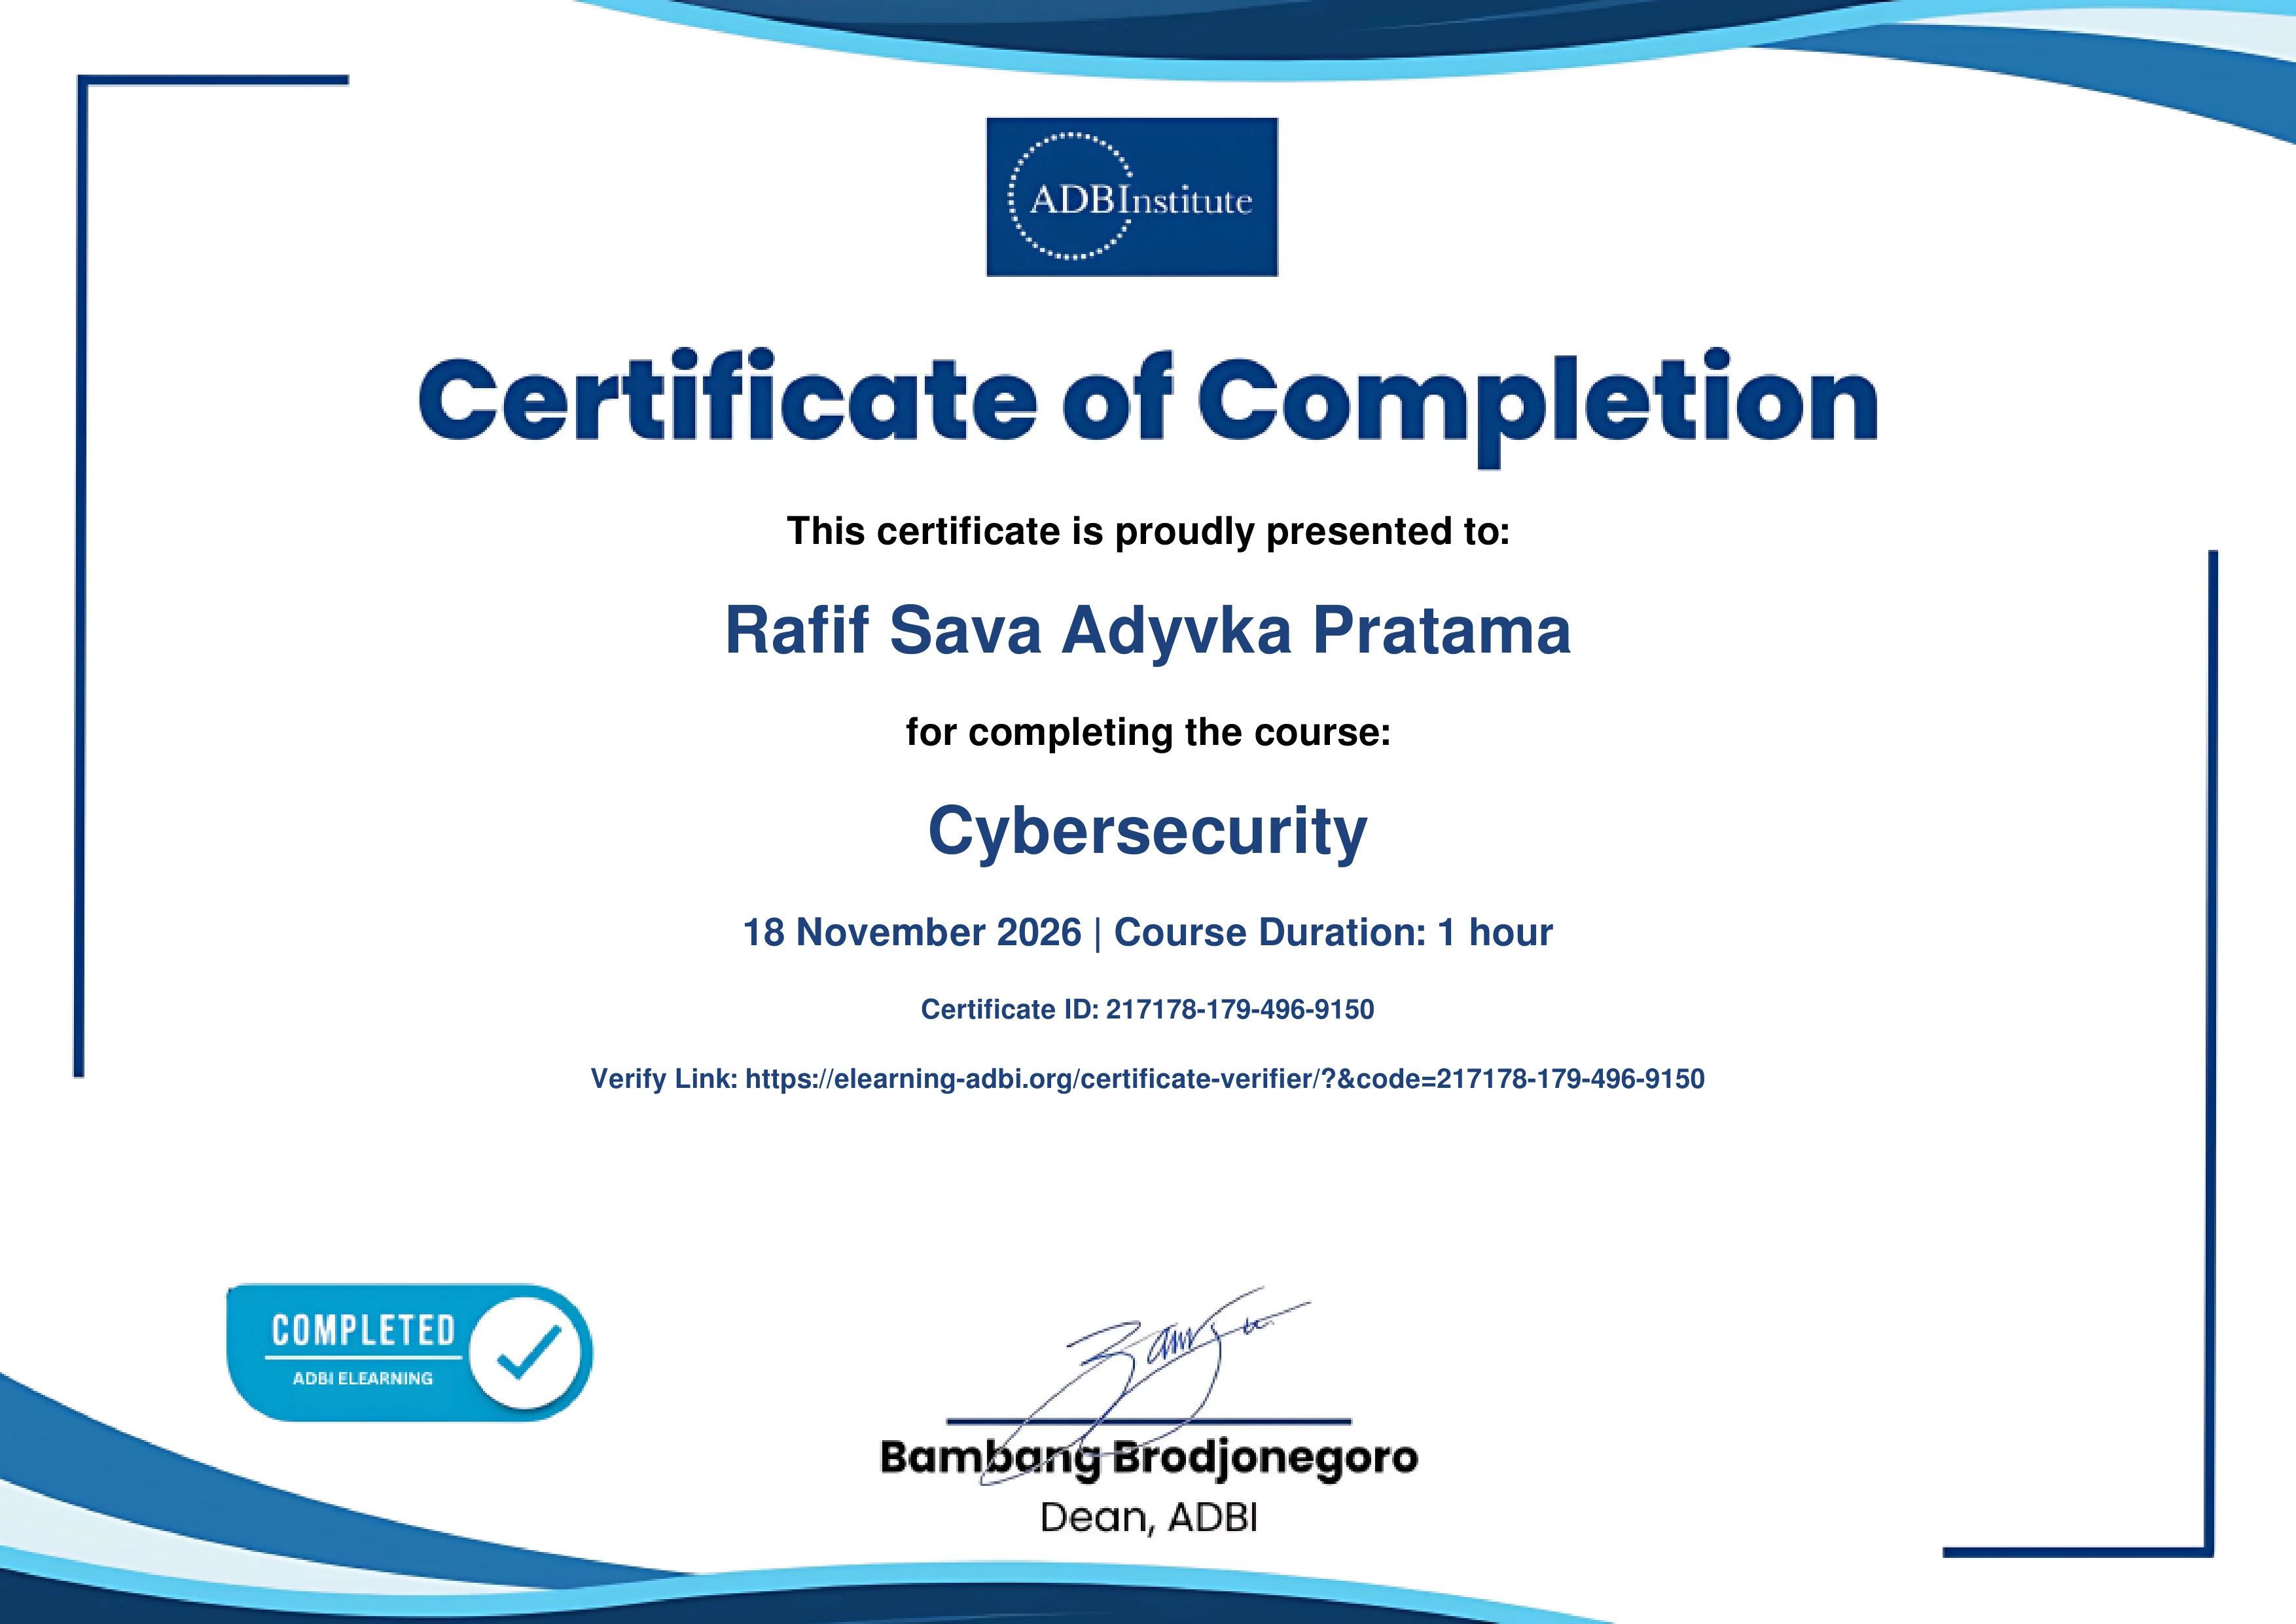 ADBInstitute
Certificate of Completion
This certificate is proudly presented to:
Rafif Sava Adyvka Pratama
for completing the course:
Cybersecurity
18 November 2026 | Course Duration: 1 hour
Certificate ID: 217178-179-496-9150
Verify Link: https://elearning-adbi.org/certificate-verifier/?&code=217178-179-496-9150
COMPLETED
ADBI ELEARNING
Bambang Brodjonegoro
Dean, ADBI